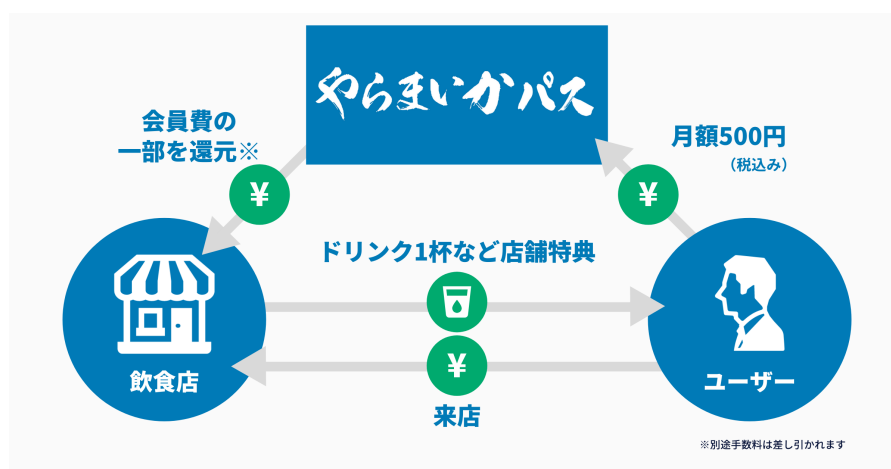 やらまいかパス
会員費の
一部を還元※
¥
月額500円
(税込み)
¥
ドリンク1杯など店舗特典
¥
飲食店
ユーザー
来店
※別途手数料は差し引かれます